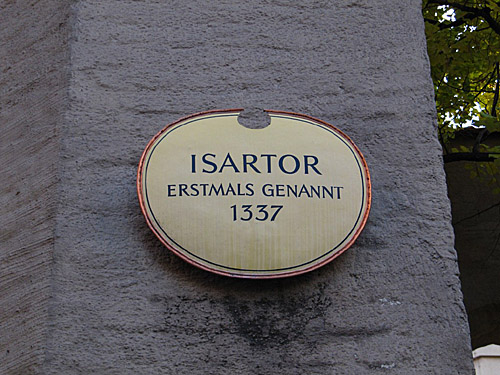 ISARTOR
ERSTMALS GENANNT
1337